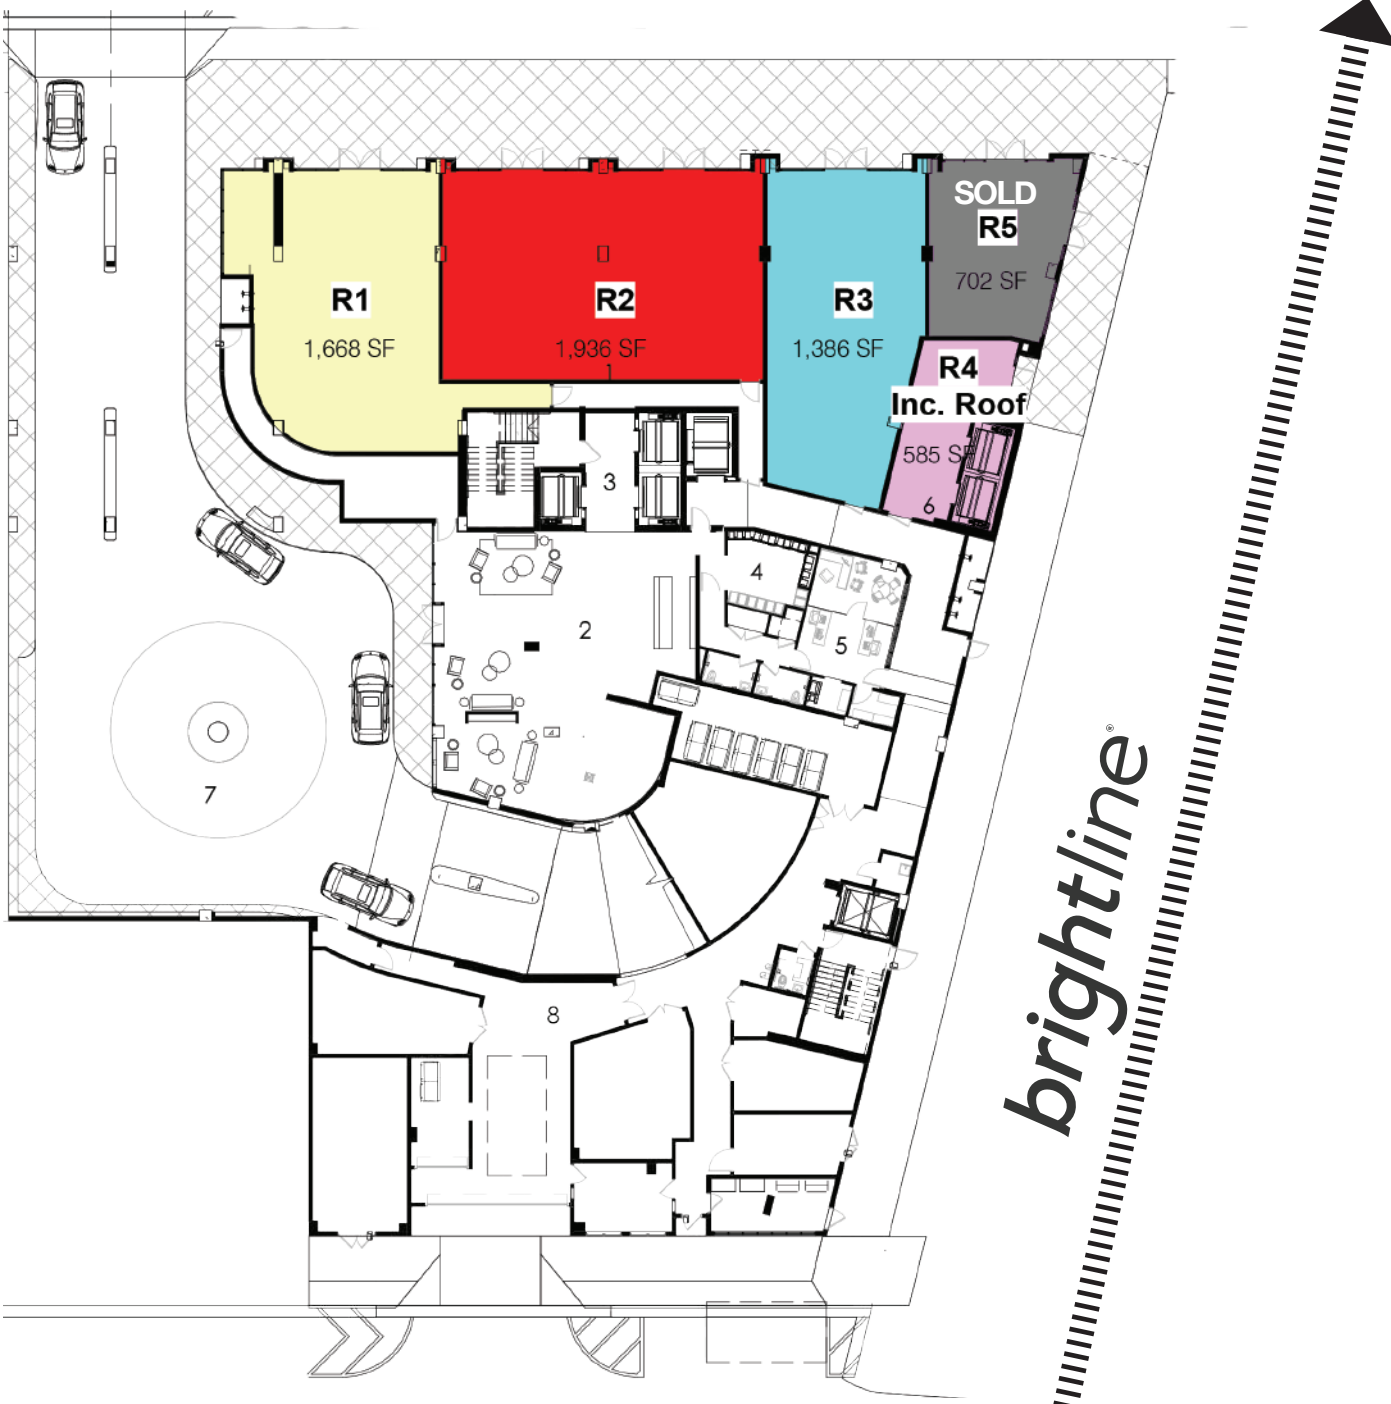 SOLD
R5
702 SF
R1
1,668 SF
R2
1,936 SF
1
R3
1,386 SF
R4
Inc. Roof
585 SF
6
3
4
2
5
7
8
brightline®